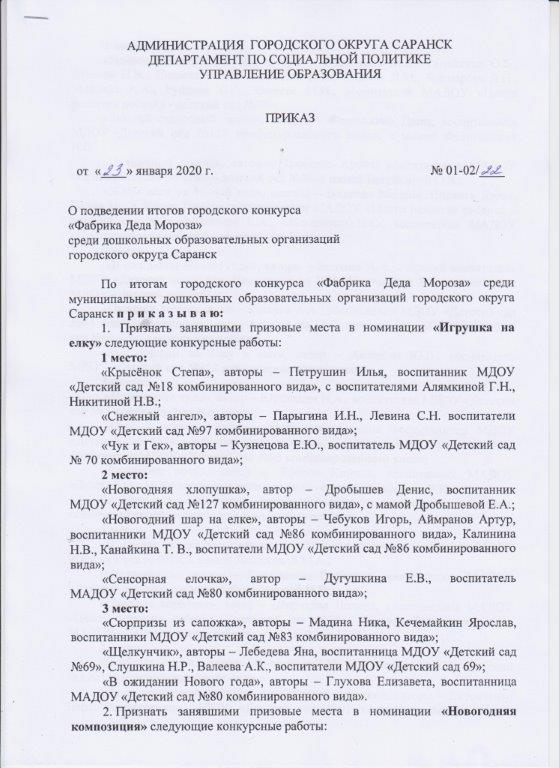 АДМИНИСТРАЦИЯ ГОРОДСКОГО ОКРУГА САРАНСК
ДЕПАРТАМЕНТ ПО СОЦИАЛЬНОЙ ПОЛИТИКЕ
УПРАВЛЕНИЕ ОБРАЗОВАНИЯ
ПРИКАЗ
от «23» января 2020 г. № 01-02/22
О подведении итогов городского конкурса
«Фабрика Деда Мороза»
среди дошкольных образовательных организаций
городского округа Саранск
По итогам городского конкурса «Фабрика Деда Мороза» среди
муниципальных дошкольных образовательных организаций городского округа
Саранск п р и к а з ы в а ю:
1. Признать занявшими призовые места в номинации «Игрушка на
елку» следующие конкурсные работы:
1 место:
«Крысёнок Степа», авторы – Петрушин Илья, воспитанник МДОУ
«Детский сад №18 комбинированного вида», с воспитателями Алямкиной Г.Н.,
Никитиной Н.В.;
«Снежный ангел», авторы – Парыгина И.Н., Левина С.Н. воспитатели
МДОУ «Детский сад №97 комбинированного вида»;
«Чук и Гек», авторы – Кузнецова Е.Ю., воспитатель МДОУ «Детский сад
№ 70 комбинированного вида»;
2 место:
«Новогодняя хлопушка», автор – Дробышев Денис, воспитанник
МДОУ «Детский сад №127 комбинированного вида», с мамой Дробышевой Е.А.;
«Новогодний шар на елке», авторы – Чебуков Игорь, Аймранов Артур,
воспитанники МДОУ «Детский сад №86 комбинированного вида», Калинина
Н.В., Канайкина Т. В., воспитатели МДОУ «Детский сад №86 комбинированного
вида»;
«Сенсорная елочка», автор – Дугушкина Е.В., воспитатель
МАДОУ «Детский сад №80 комбинированного вида»;
3 место:
«Сюрпризы из сапожка», авторы – Мадина Ника, Кечемайкин Ярослав,
воспитанники МДОУ «Детский сад №83 комбинированного вида»;
«Щелкунчик», авторы – Лебедева Яна, воспитанница МДОУ «Детский сад
№69», Слушкина Н.Р., Валеева А.К., воспитатели МДОУ «Детский сад 69»;
«В ожидании Нового года», авторы – Глухова Елизавета, воспитанница
МАДОУ «Детский сад №80 комбинированного вида».
2. Признать занявшими призовые места в номинации «Новогодняя
композиция» следующие конкурсные работы: